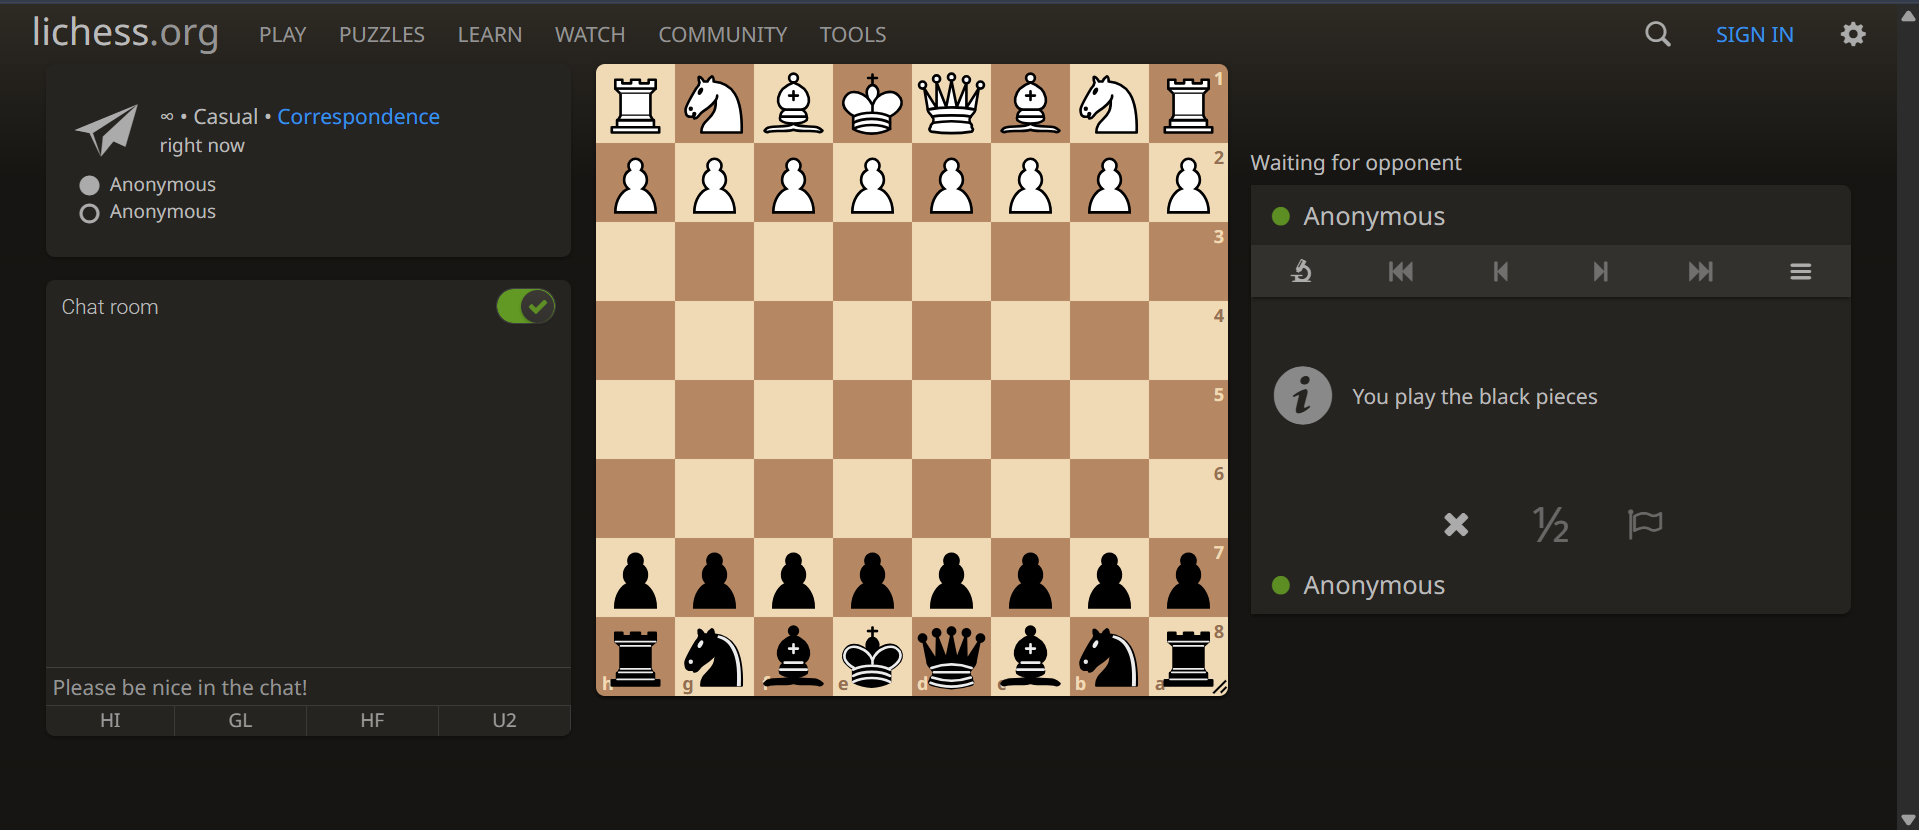 lichess.org PLAY PUZZLES LEARN WATCH COMMUNITY TOOLS SIGN IN
∞ • Casual • Correspondence
right now
Anonymous
Anonymous
Chat room
Please be nice in the chat!
HI GL HF U2
1
2
3
4
5
6
7
8
h g f e d c b a
Waiting for opponent
Anonymous
You play the black pieces
½
Anonymous